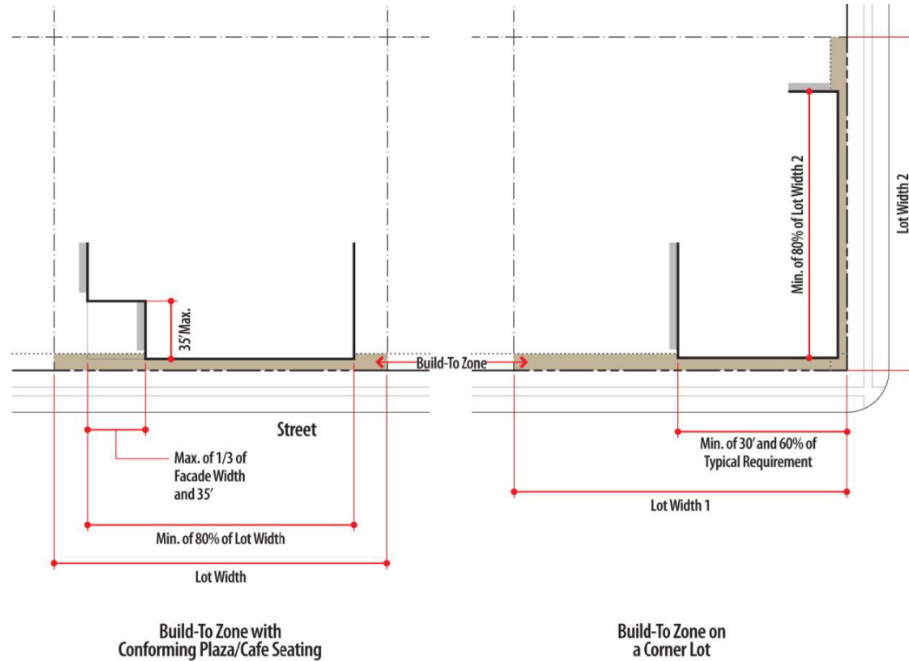 35' Max.
Build-To Zone
Street
Max. of 1/3 of
Facade Width
and 35'
Min. of 80% of Lot Width
Lot Width
Build-To Zone with
Conforming Plaza/Cafe Seating
Min. of 80% of Lot Width 2
Lot Width 2
Min. of 30' and 60% of
Typical Requirement
Lot Width 1
Build-To Zone on
a Corner Lot